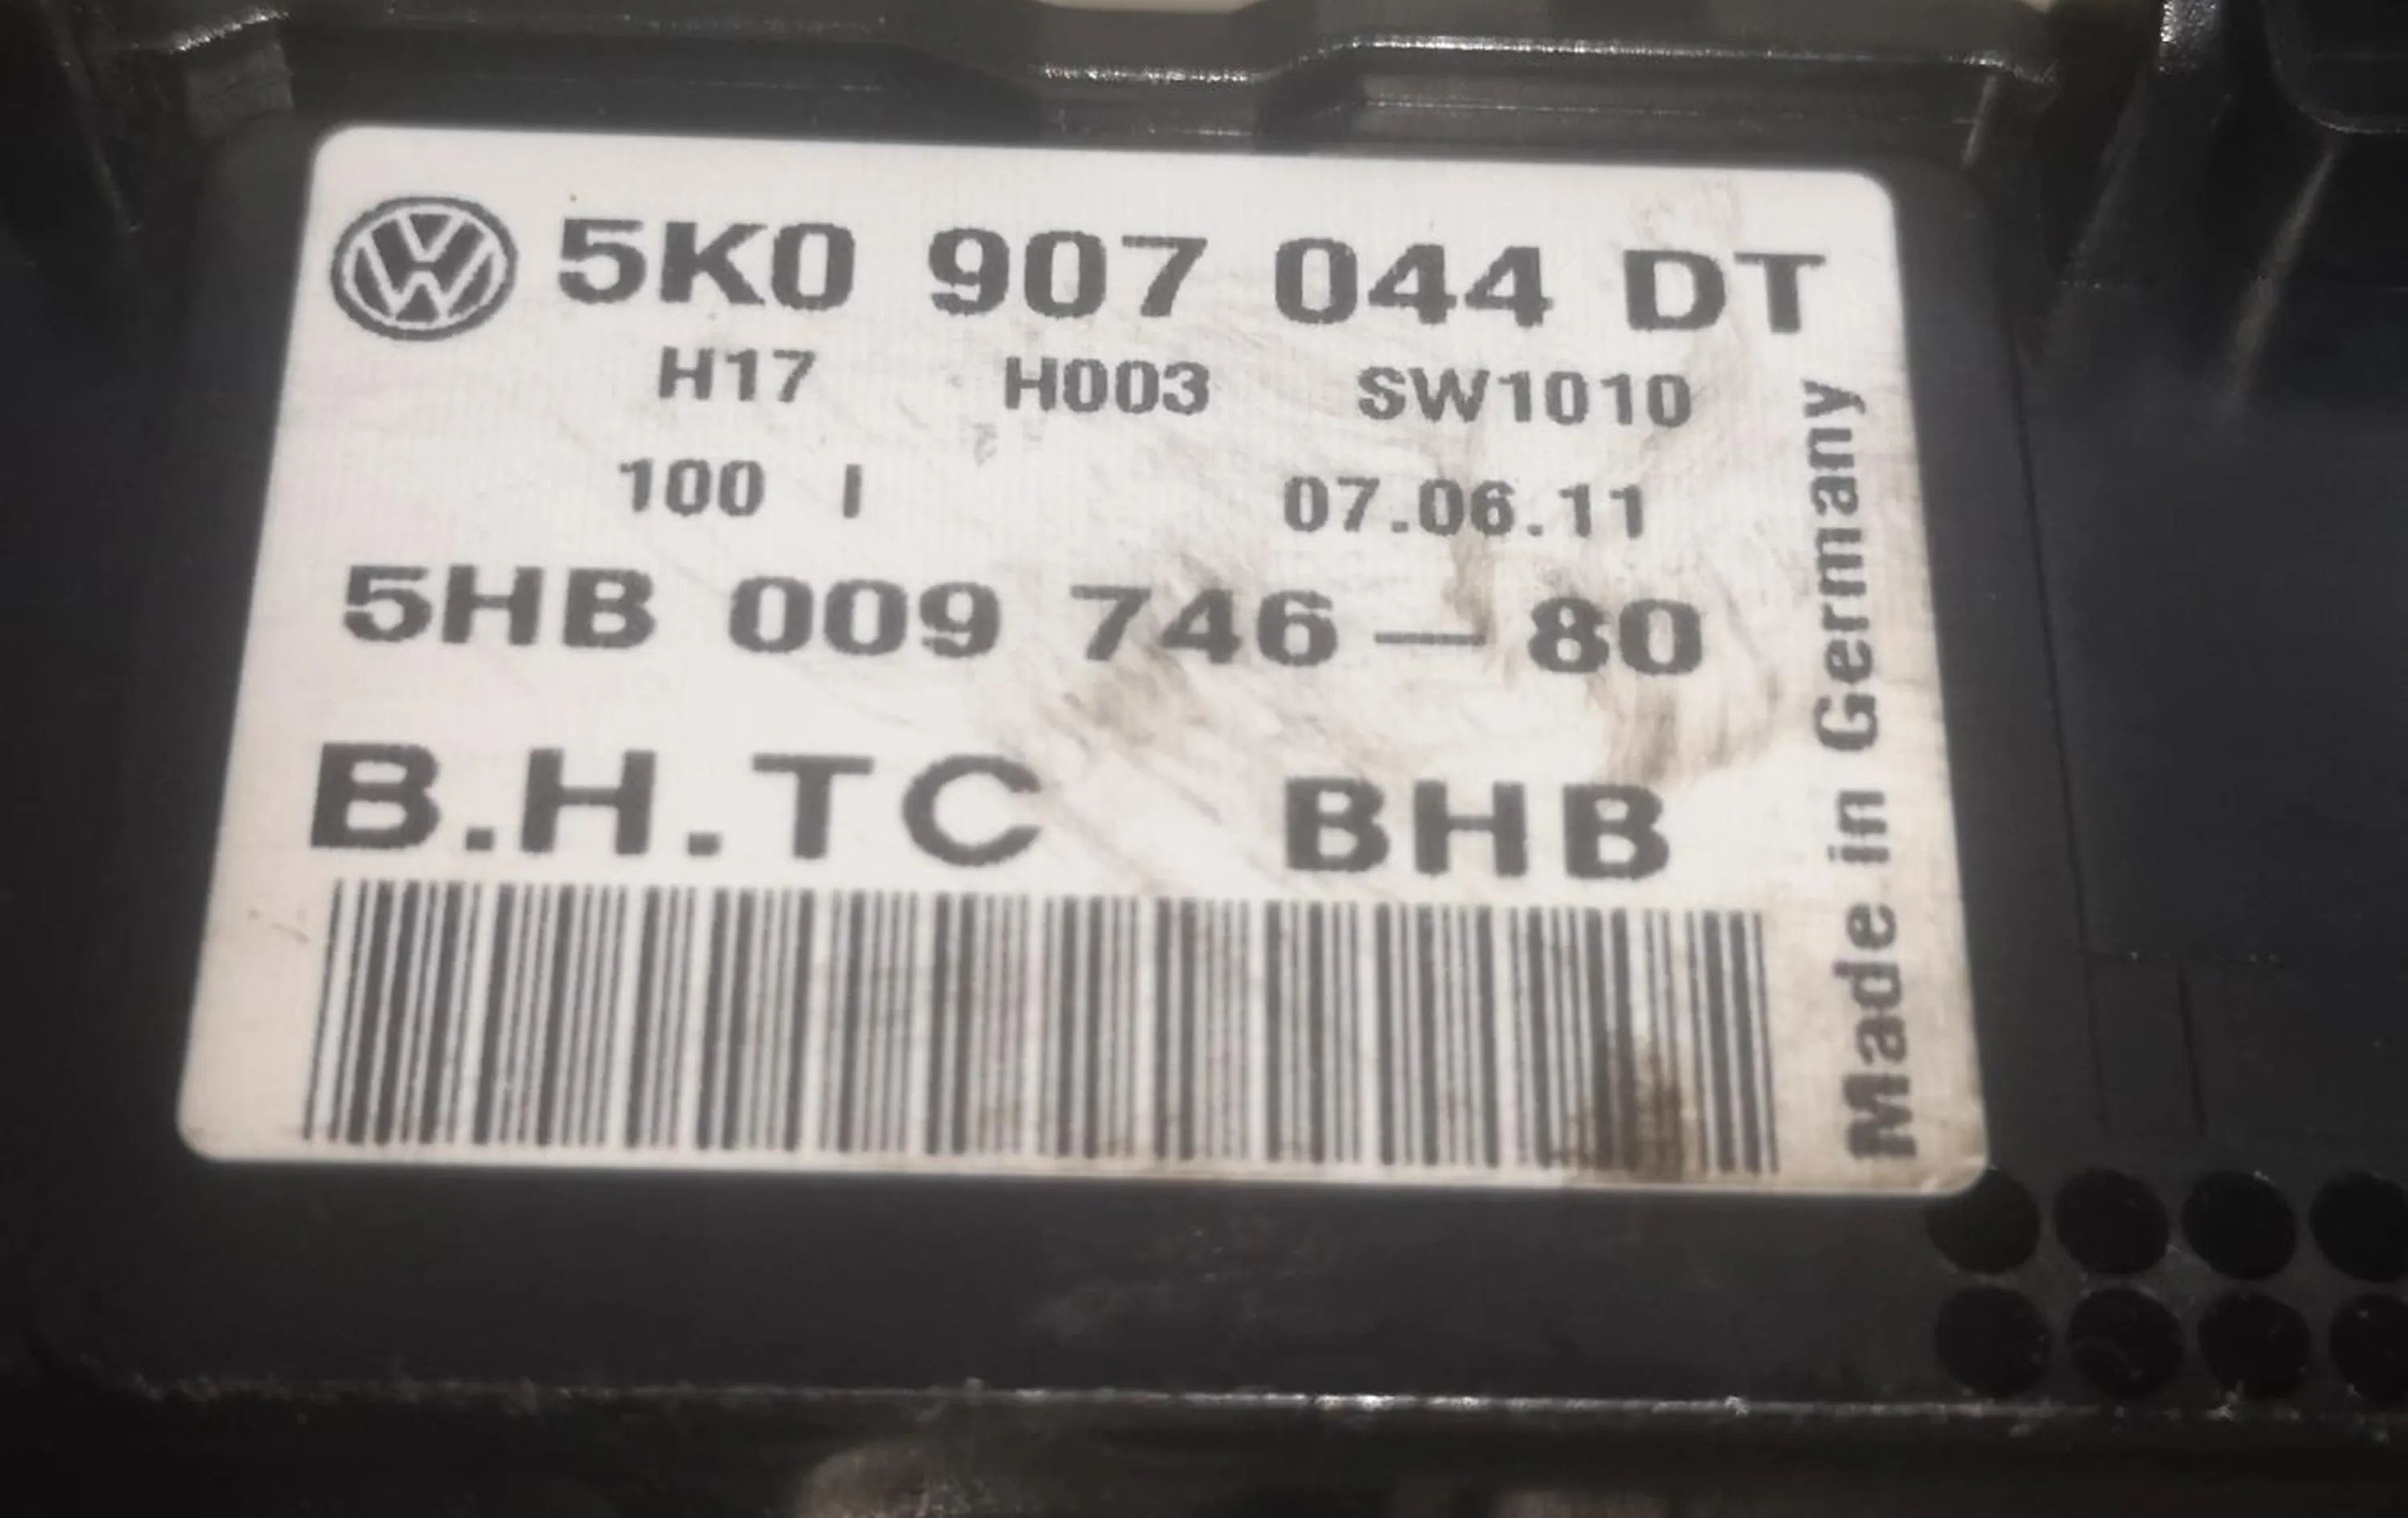 5K0 907 044 DT
H17 H003 SW1010
100 I 07.06.11
5HB 009 746 — 80
B.H.TC BHB
Made in Germany